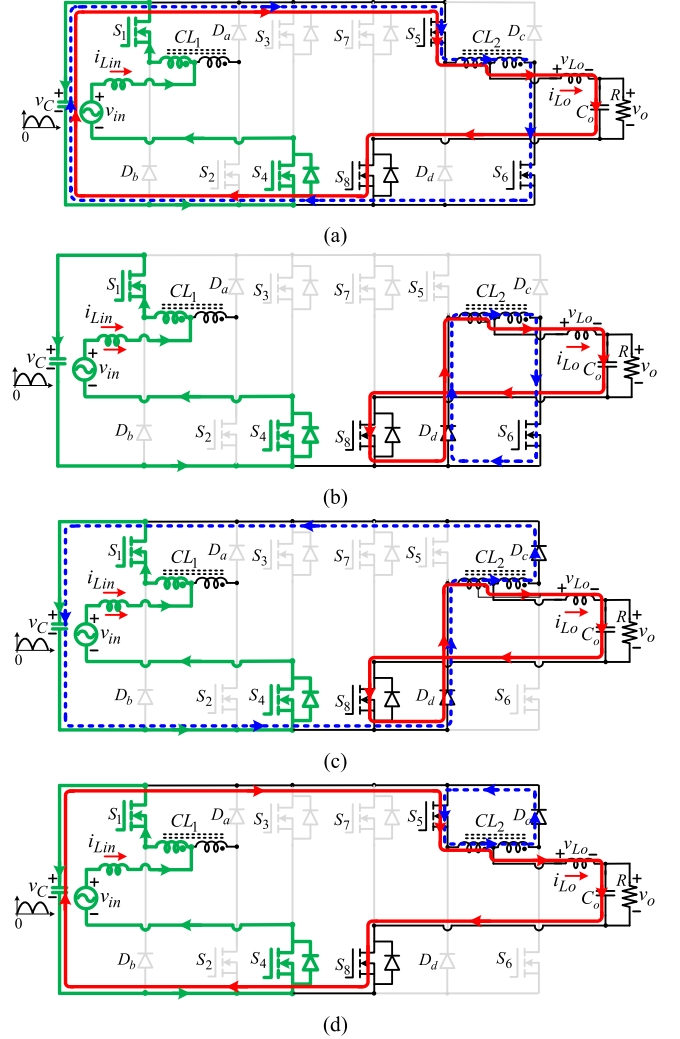 S1 Da S3 S7 S5 Dc
CL1 CL2
iLin vLo
+ − + −
vC vin iLo Co R vo
0
Db S2 S4 S8 Dd S6
(a)
S1 Da S3 S7 S5 Dc
CL1 CL2
iLin vLo
+ − + −
vC vin iLo Co R vo
0
Db S2 S4 S8 Dd S6
(b)
S1 Da S3 S7 S5 Dc
CL1 CL2
iLin vLo
+ − + −
vC vin iLo Co R vo
0
Db S2 S4 S8 Dd S6
(c)
S1 Da S3 S7 S5 Dc
CL1 CL2
iLin vLo
+ − + −
vC vin iLo Co R vo
0
Db S2 S4 S8 Dd S6
(d)